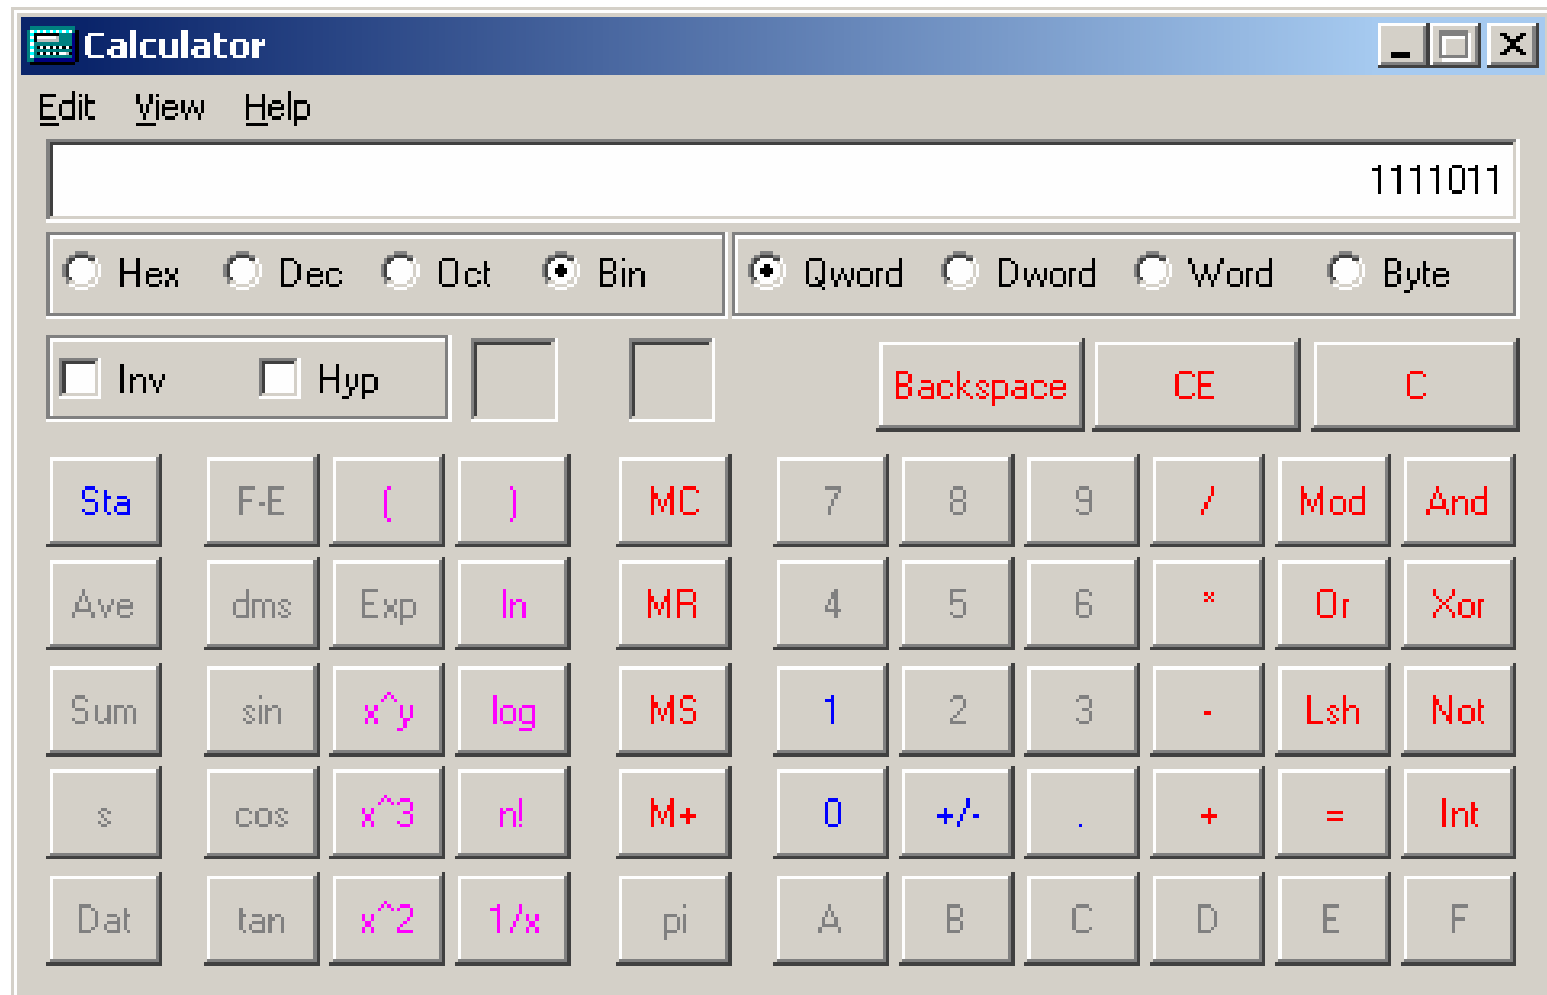 Calculator
Edit View Help
1111011
Hex Dec Oct Bin Qword Dword Word Byte
Inv Hyp Backspace CE C
Sta F-E ( ) MC 7 8 9 / Mod And
Ave dms Exp ln MR 4 5 6 * Or Xor
Sum sin x^y log MS 1 2 3 - Lsh Not
s cos x^3 n! M+ 0 +/- . + = Int
Dat tan x^2 1/x pi A B C D E F